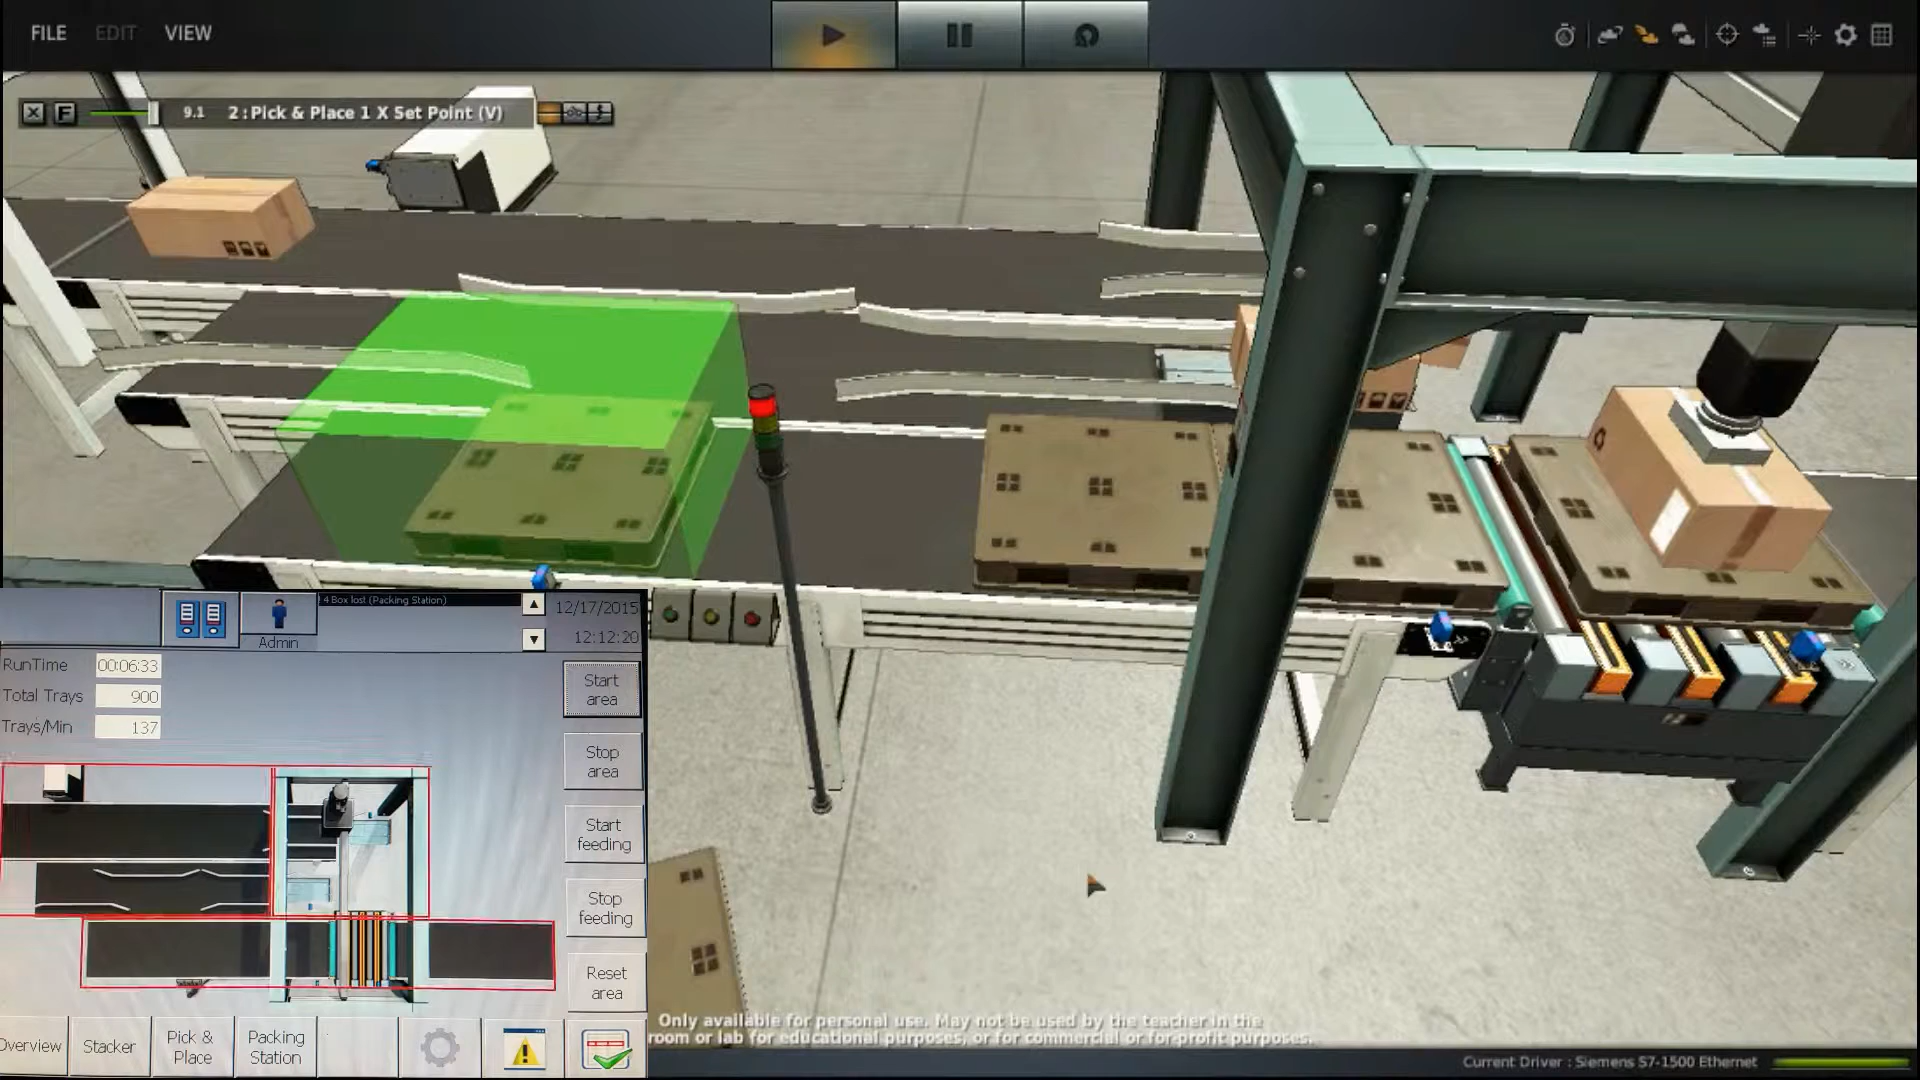 FILE EDIT VIEW
F 9.1 2:Pick & Place 1 X Set Point (V)
4 Box lost (Packing Station)
12/17/2015
12:12:20
Admin
RunTime 00:06:33
Total Trays 900
Trays/Min 137
Start area
Stop area
Start feeding
Stop feeding
Reset area
Overview
Stacker
Pick & Place
Packing Station
Only available for personal use. May not be used by the teacher in the
room or lab for educational purposes, or for commercial or for-profit purposes.
Current Driver : Siemens S7-1500 Ethernet